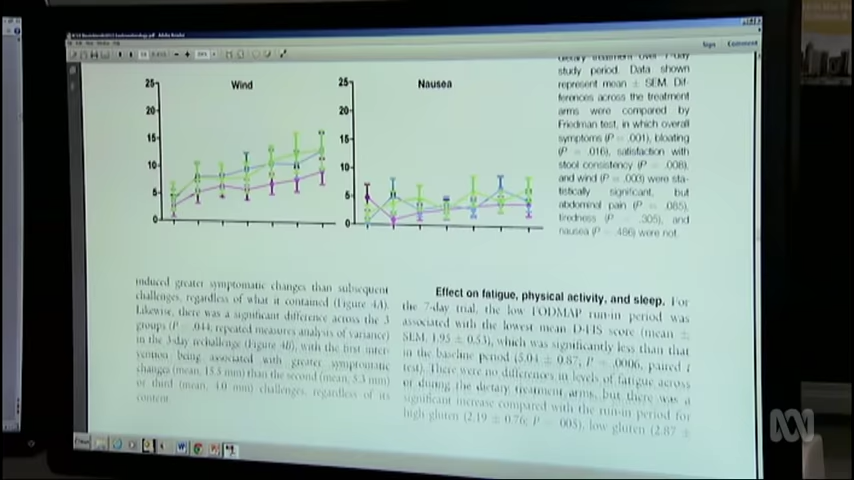 Sign Comment
Wind
25
20
15
10
5
0
Nausea
25
20
15
10
5
0
dietary treatment over 7-day
study period. Data shown
represent mean ± SEM. Dif-
ferences across the treatment
arms were compared by
Friedman test, in which overall
symptoms (P = .001), bloating
(P = .016), satisfaction with
stool consistency (P = .008),
and wind (P = .003) were sta-
tistically significant, but
abdominal pain (P = .085),
tiredness (P = .305), and
nausea (P = .486) were not.
induced greater symptomatic changes than subsequent
challenges, regardless of what it contained (Figure 4A).
Likewise, there was a significant difference across the 3
groups (P = .044; repeated measures analysis of variance)
in the 3-day rechallenge (Figure 4B), with the first inter-
vention being associated with greater symptomatic
changes (mean, 15.5 mm) than the second (mean, 5.3 mm)
or third (mean, 4.0 mm) challenges, regardless of its
content.
Effect on fatigue, physical activity, and sleep. For
the 7-day trial, the low FODMAP run-in period was
associated with the lowest mean D-FIS score (mean ±
SEM, 1.95 ± 0.53), which was significantly less than that
in the baseline period (5.04 ± 0.87; P = .0006, paired t
test). There were no differences in levels of fatigue across
or during the dietary treatment arms, but there was a
significant increase compared with the run-in period for
high gluten (2.19 ± 0.76; P = .005), low gluten (2.87 ±